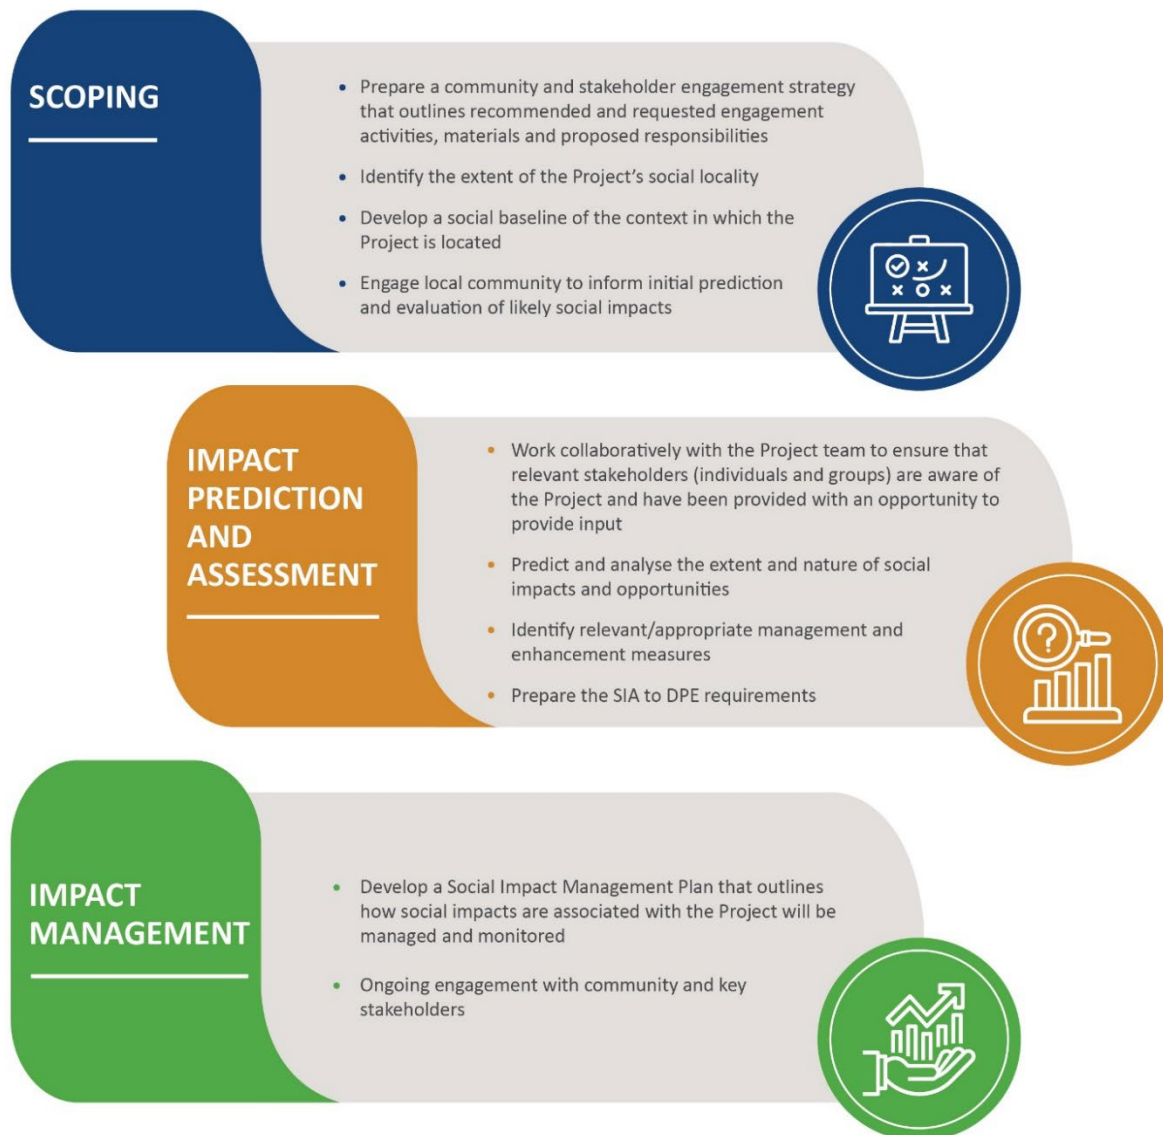 SCOPING
• Prepare a community and stakeholder engagement strategy
that outlines recommended and requested engagement
activities, materials and proposed responsibilities
• Identify the extent of the Project’s social locality
• Develop a social baseline of the context in which the
Project is located
• Engage local community to inform initial prediction
and evaluation of likely social impacts
IMPACT
PREDICTION
AND
ASSESSMENT
• Work collaboratively with the Project team to ensure that
relevant stakeholders (individuals and groups) are aware of
the Project and have been provided with an opportunity to
provide input
• Predict and analyse the extent and nature of social
impacts and opportunities
• Identify relevant/appropriate management and
enhancement measures
• Prepare the SIA to DPE requirements
IMPACT
MANAGEMENT
• Develop a Social Impact Management Plan that outlines
how social impacts are associated with the Project will be
managed and monitored
• Ongoing engagement with community and key
stakeholders